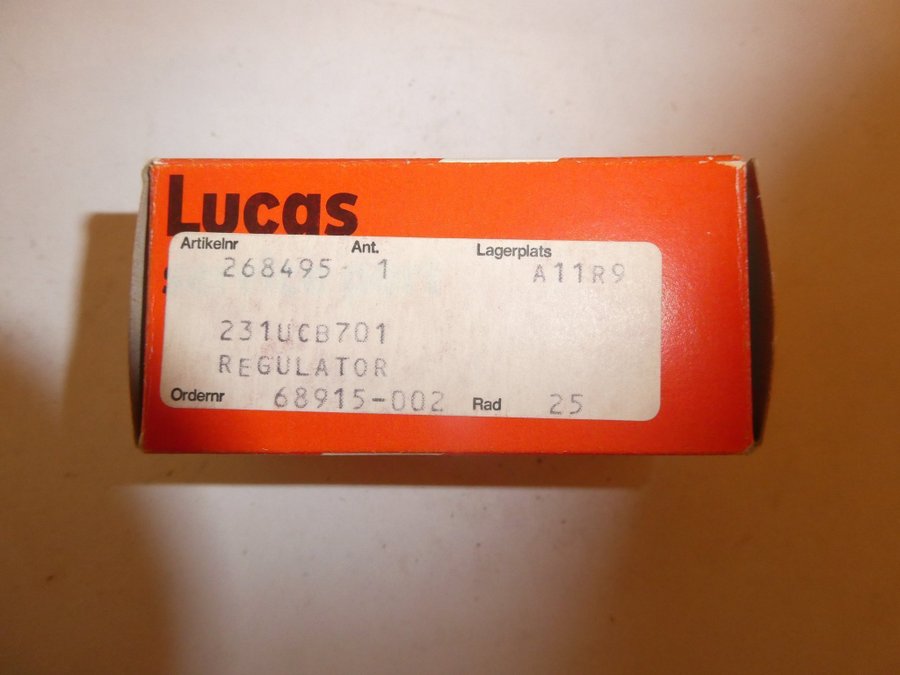 Lucas
Artikelnr Ant. Lagerplats
268495 1 A11R9
231UCB701
REGULATOR
Ordernr 68915-002 Rad 25